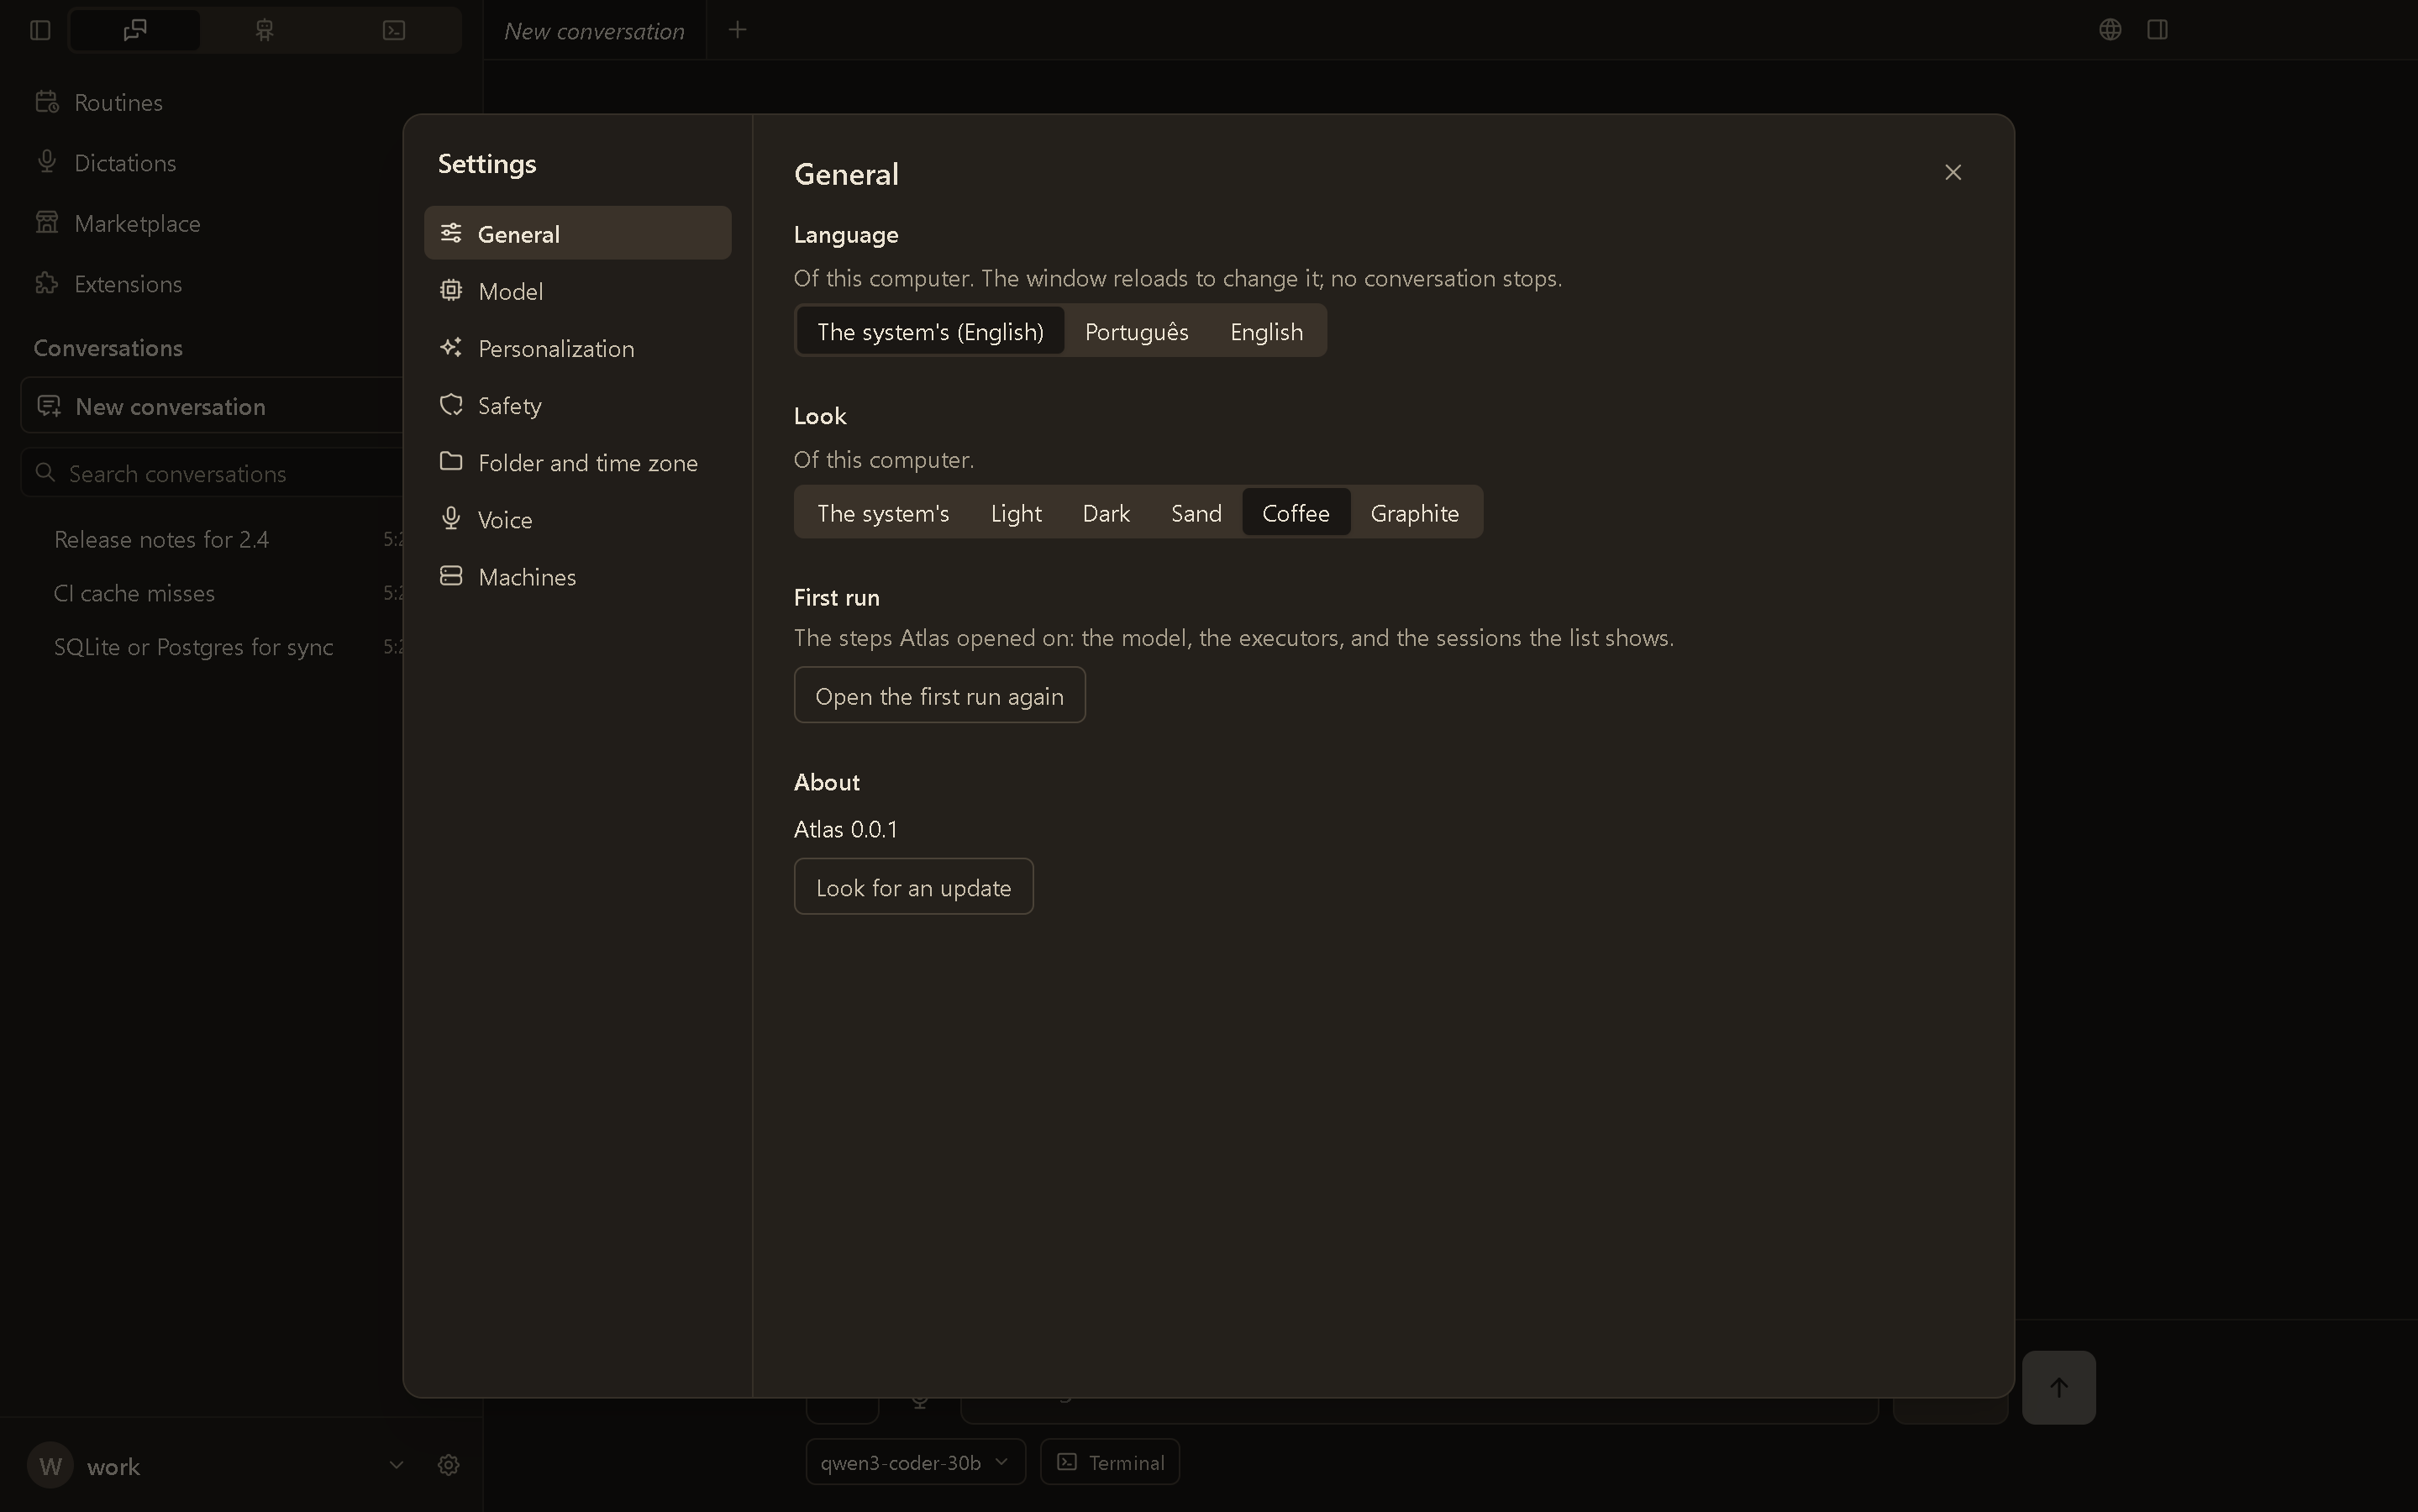 New conversation
Routines
Dictations
Marketplace
Extensions
Conversations
New conversation
Search conversations
Release notes for 2.4
CI cache misses
SQLite or Postgres for sync
W work
Settings
General
Model
Personalization
Safety
Folder and time zone
Voice
Machines
General
Language
Of this computer. The window reloads to change it; no conversation stops.
The system's (English) Português English
Look
Of this computer.
The system's Light Dark Sand Coffee Graphite
First run
The steps Atlas opened on: the model, the executors, and the sessions the list shows.
Open the first run again
About
Atlas 0.0.1
Look for an update
qwen3-coder-30b Terminal